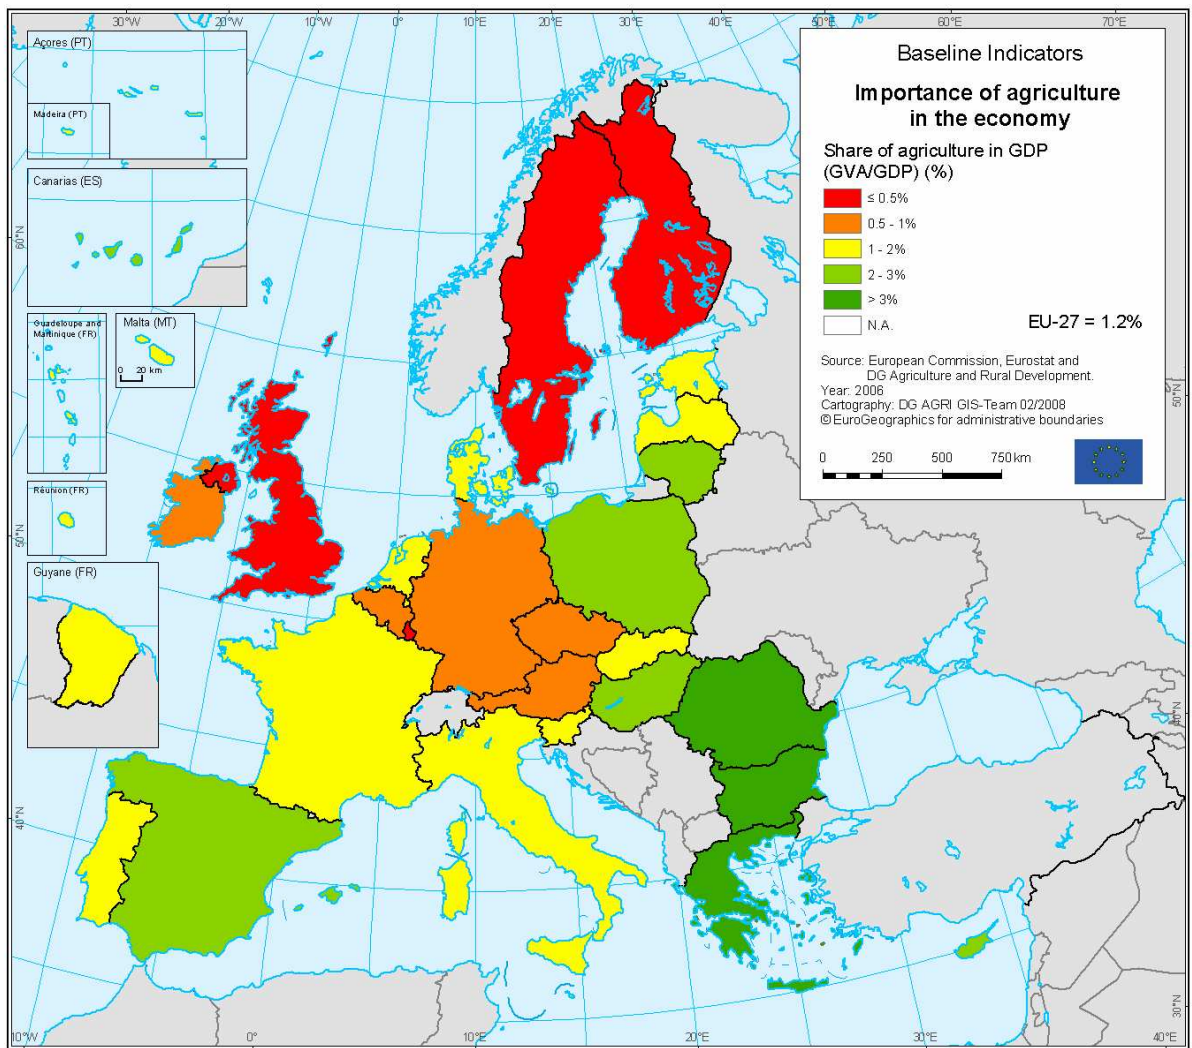 30°W
20°W
10°W
0°
10°E
20°E
30°E
40°E
50°E
60°E
70°E
Açores (PT)
Madeira (PT)
Canarias (ES)
Guadeloupe and
Martinique (FR)
Malta (MT)
0 20 km
Réunion (FR)
Guyane (FR)
Baseline Indicators
Importance of agriculture
in the economy
Share of agriculture in GDP
(GVA/GDP) (%)
≤ 0.5%
0.5 - 1%
1 - 2%
2 - 3%
> 3%
N.A.
EU-27 = 1.2%
Source: European Commission, Eurostat and
DG Agriculture and Rural Development.
Year: 2006
Cartography: DG AGRI GIS-Team 02/2008
© EuroGeographics for administrative boundaries
0 250 500 750 km
60°N
50°N
40°N
50°N
40°N
30°N
10°W
0°
10°E
20°E
30°E
40°E